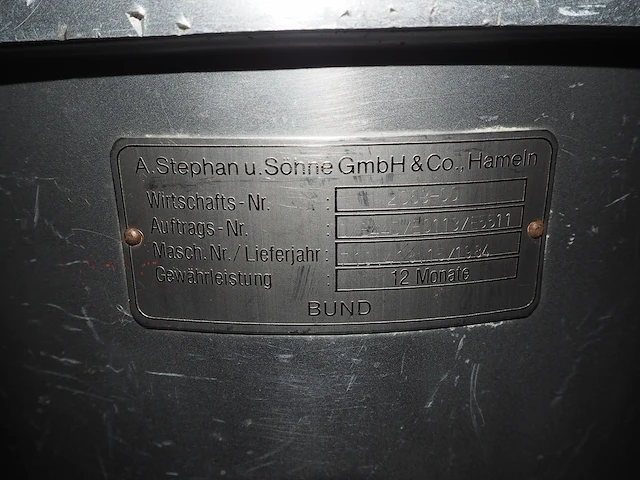 A. Stephan u. Söhne GmbH & Co., Hameln
Wirtschafts-Nr. :
Auftrags-Nr. :
Masch. Nr./Lieferjahr :
Gewährleistung : 12 Monate
BUND